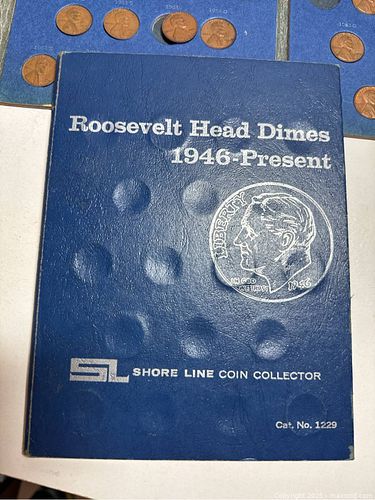 Roosevelt Head Dimes
1946-Present
LIBERTY
IN GOD
WE TRUST
1946
SL SHORE LINE COIN COLLECTOR
Cat. No. 1229